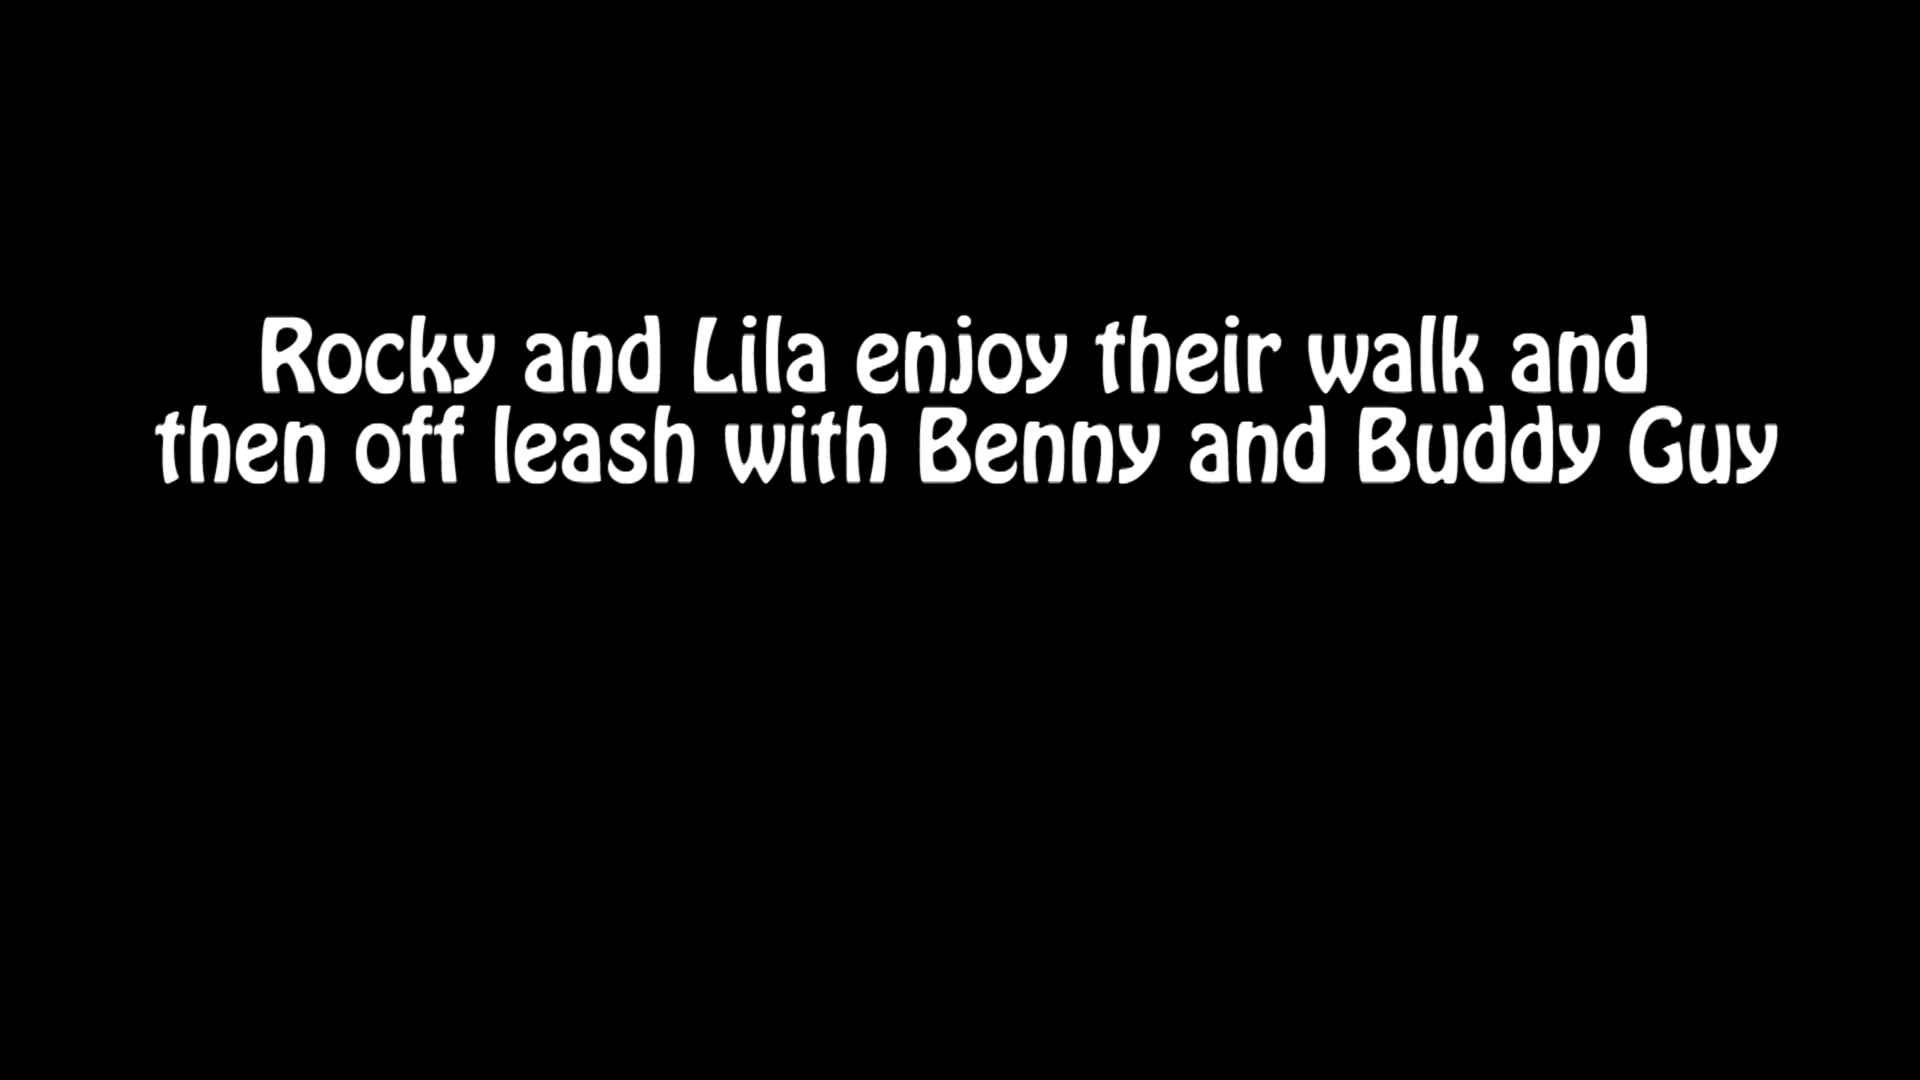 Rocky and Lila enjoy their walk and
then off leash with Benny and Buddy Guy